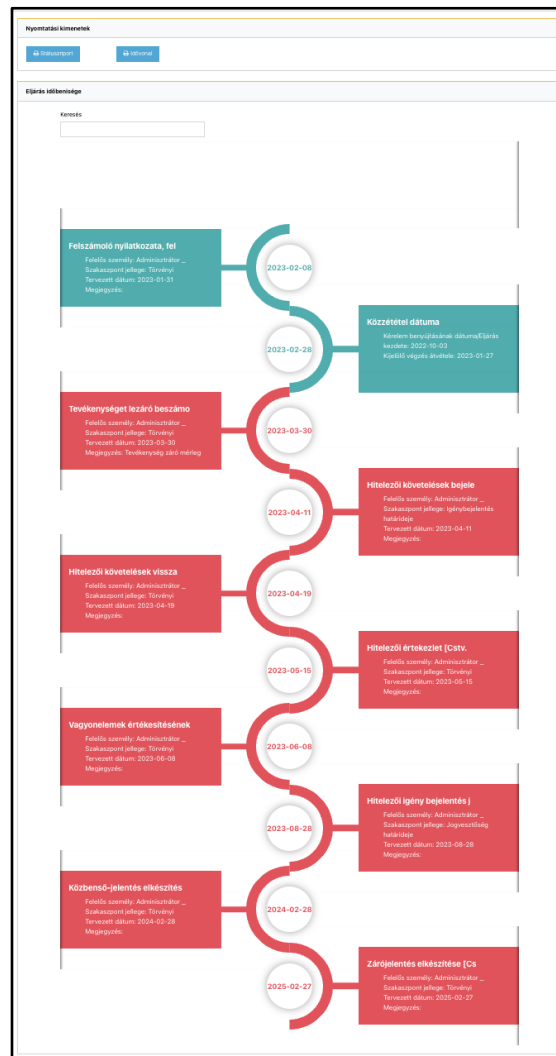 Nyomtatási kimenetek
Státuszriport
Idővonal
Eljárás időbenisége
Keresés
Felszámoló nyilatkozata, fel
Felelős személy: Adminisztrátor _
Szakaszpont jellege: Törvényi
Tervezett dátum: 2023-01-31
Megjegyzés:
2023-02-08
Közzététel dátuma
Kérelem benyújtásának dátuma/Eljárás
kezdete: 2022-10-03
Kijelölő végzés átvétele: 2023-01-27
2023-02-28
Tevékenységet lezáró beszámo
Felelős személy: Adminisztrátor _
Szakaszpont jellege: Törvényi
Tervezett dátum: 2023-03-30
Megjegyzés: Tevékenység záró mérleg
2023-03-30
Hitelezői követelések bejele
Felelős személy: Adminisztrátor _
Szakaszpont jellege: Igénybejelentés
határideje
Tervezett dátum: 2023-04-11
Megjegyzés:
2023-04-11
Hitelezői követelések vissza
Felelős személy: Adminisztrátor _
Szakaszpont jellege: Törvényi
Tervezett dátum: 2023-04-19
Megjegyzés:
2023-04-19
Hitelezői értekezlet [Cstv.
Felelős személy: Adminisztrátor _
Szakaszpont jellege: Törvényi
Tervezett dátum: 2023-05-15
Megjegyzés:
2023-05-15
Vagyonelemek értékesítésének
Felelős személy: Adminisztrátor _
Szakaszpont jellege: Törvényi
Tervezett dátum: 2023-06-08
Megjegyzés:
2023-06-08
Hitelezői igény bejelentés j
Felelős személy: Adminisztrátor _
Szakaszpont jellege: Jogvesztőség
határideje
Tervezett dátum: 2023-08-28
Megjegyzés:
2023-08-28
Közbenső-jelentés elkészítés
Felelős személy: Adminisztrátor _
Szakaszpont jellege: Törvényi
Tervezett dátum: 2024-02-28
Megjegyzés:
2024-02-28
Zárójelentés elkészítése [Cs
Felelős személy: Adminisztrátor _
Szakaszpont jellege: Törvényi
Tervezett dátum: 2025-02-27
Megjegyzés:
2025-02-27